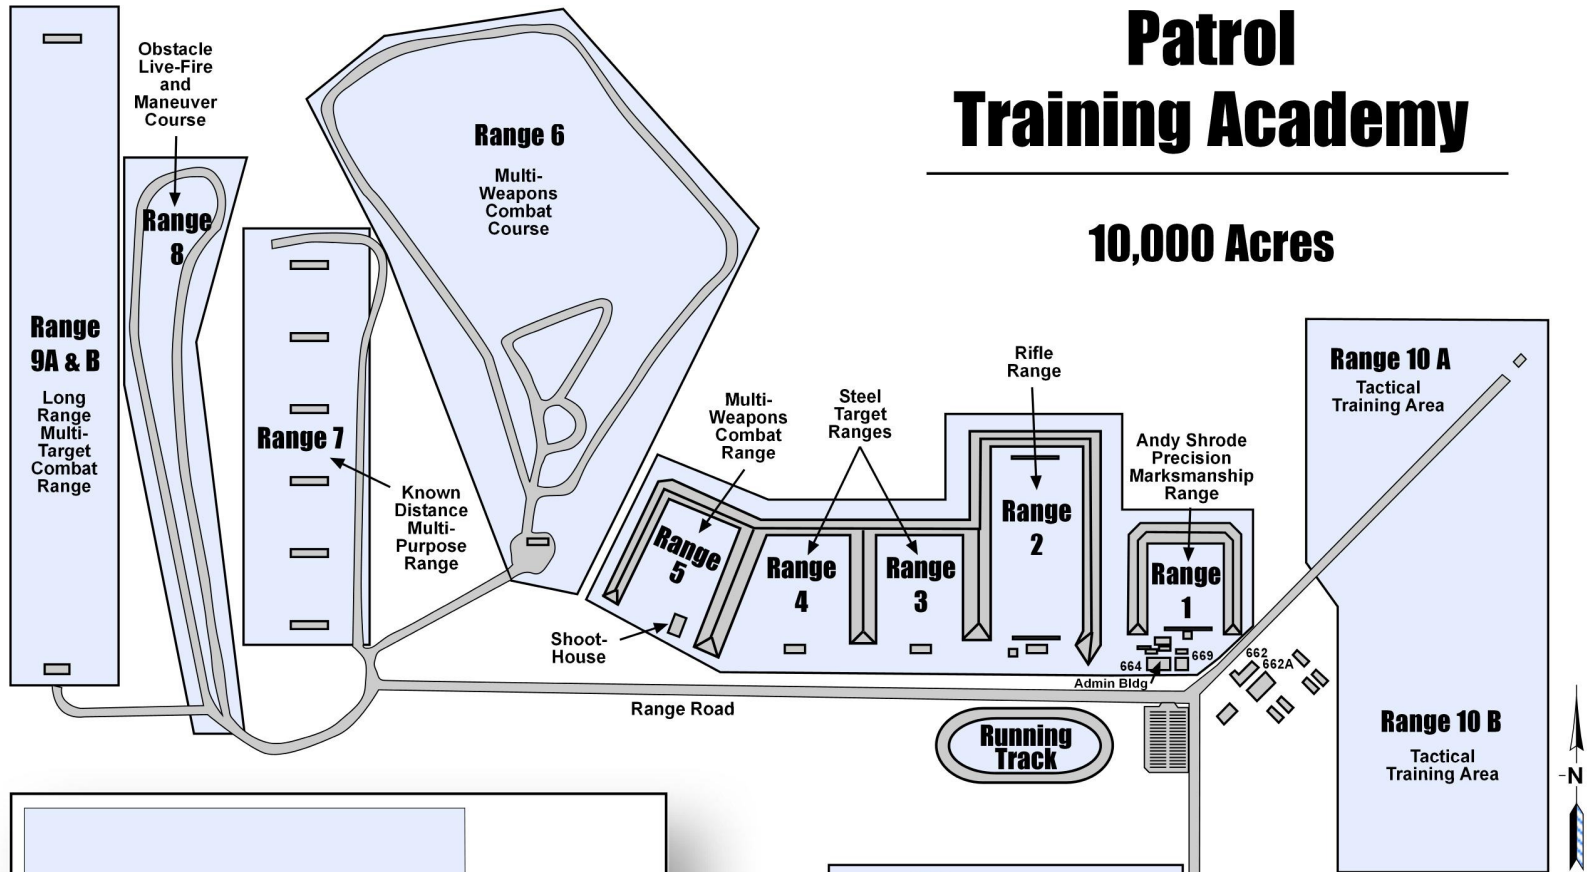 Patrol
Training Academy
10,000 Acres
Obstacle
Live-Fire
and
Maneuver
Course
Range
8
Range 6
Multi-
Weapons
Combat
Course
Range
9A & B
Long
Range
Multi-
Target
Combat
Range
Range 7
Known
Distance
Multi-
Purpose
Range
Multi-
Weapons
Combat
Range
Range
5
Shoot-
House
Steel
Target
Ranges
Range
4
Range
3
Rifle
Range
Range
2
Andy Shrode
Precision
Marksmanship
Range
Range
1
664
669
Admin Bldg
662
662A
Range 10 A
Tactical
Training Area
Range 10 B
Tactical
Training Area
Range Road
Running
Track
N